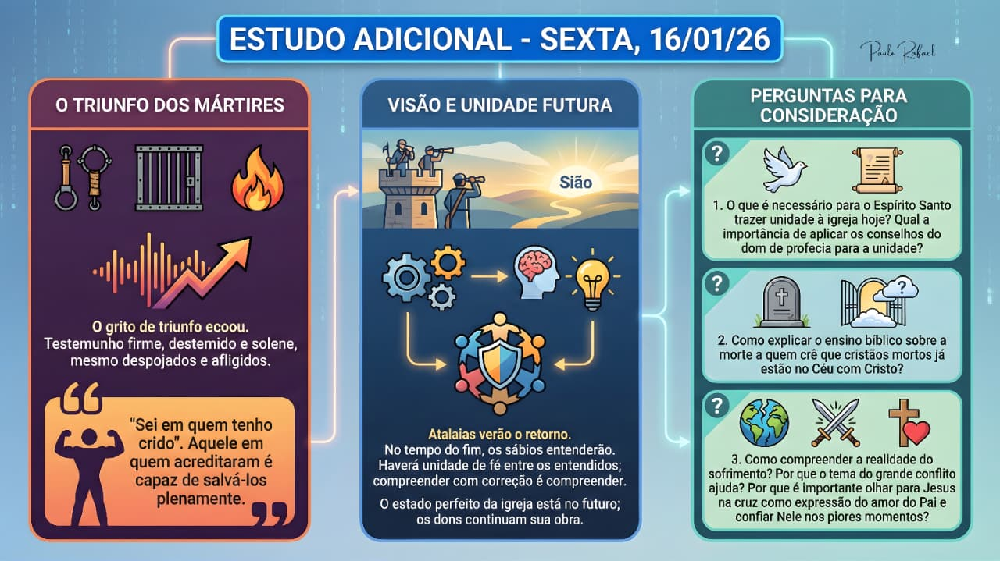 ESTUDO ADICIONAL - SEXTA, 16/01/26
Paulo Rafael
O TRIUNFO DOS MÁRTIRES
O grito de triunfo ecoou.
Testemunho firme, destemido e solene,
mesmo despojados e afligidos.
"Sei em quem tenho
crido". Aquele em
quem acreditaram é
capaz de salvá-los
plenamente.
VISÃO E UNIDADE FUTURA
Sião
Atalaias verão o retorno.
No tempo do fim, os sábios entenderão.
Haverá unidade de fé entre os entendidos;
compreender com correção é compreender.
O estado perfeito da igreja está no futuro;
os dons continuam sua obra.
PERGUNTAS PARA
CONSIDERAÇÃO
?
?
1. O que é necessário para o Espírito Santo
trazer unidade à igreja hoje? Qual a
importância de aplicar os conselhos do
dom de profecia para a unidade?
?
?
2. Como explicar o ensino bíblico sobre a
morte a quem crê que cristãos mortos já
estão no Céu com Cristo?
?
3. Como compreender a realidade do
sofrimento? Por que o tema do grande conflito
ajuda? Por que é importante olhar para Jesus
na cruz como expressão do amor do Pai e
confiar Nele nos piores momentos?